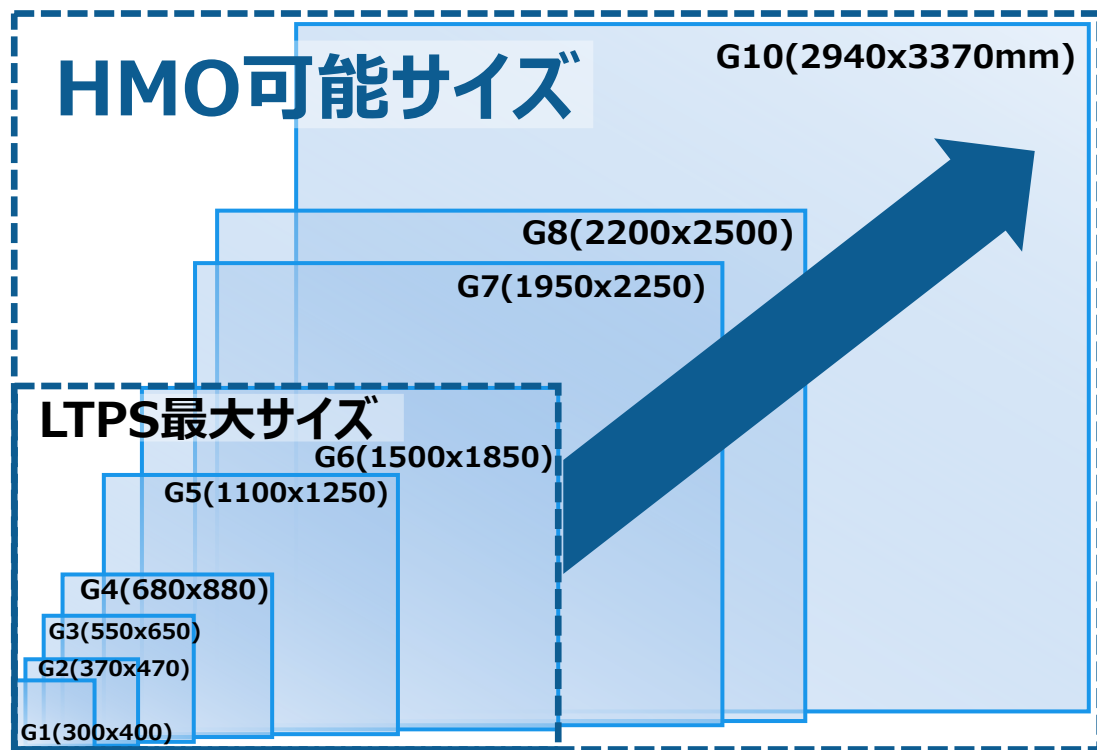 HMO可能サイズ
G10(2940x3370mm)
G8(2200x2500)
G7(1950x2250)
LTPS最大サイズ
G6(1500x1850)
G5(1100x1250)
G4(680x880)
G3(550x650)
G2(370x470)
G1(300x400)